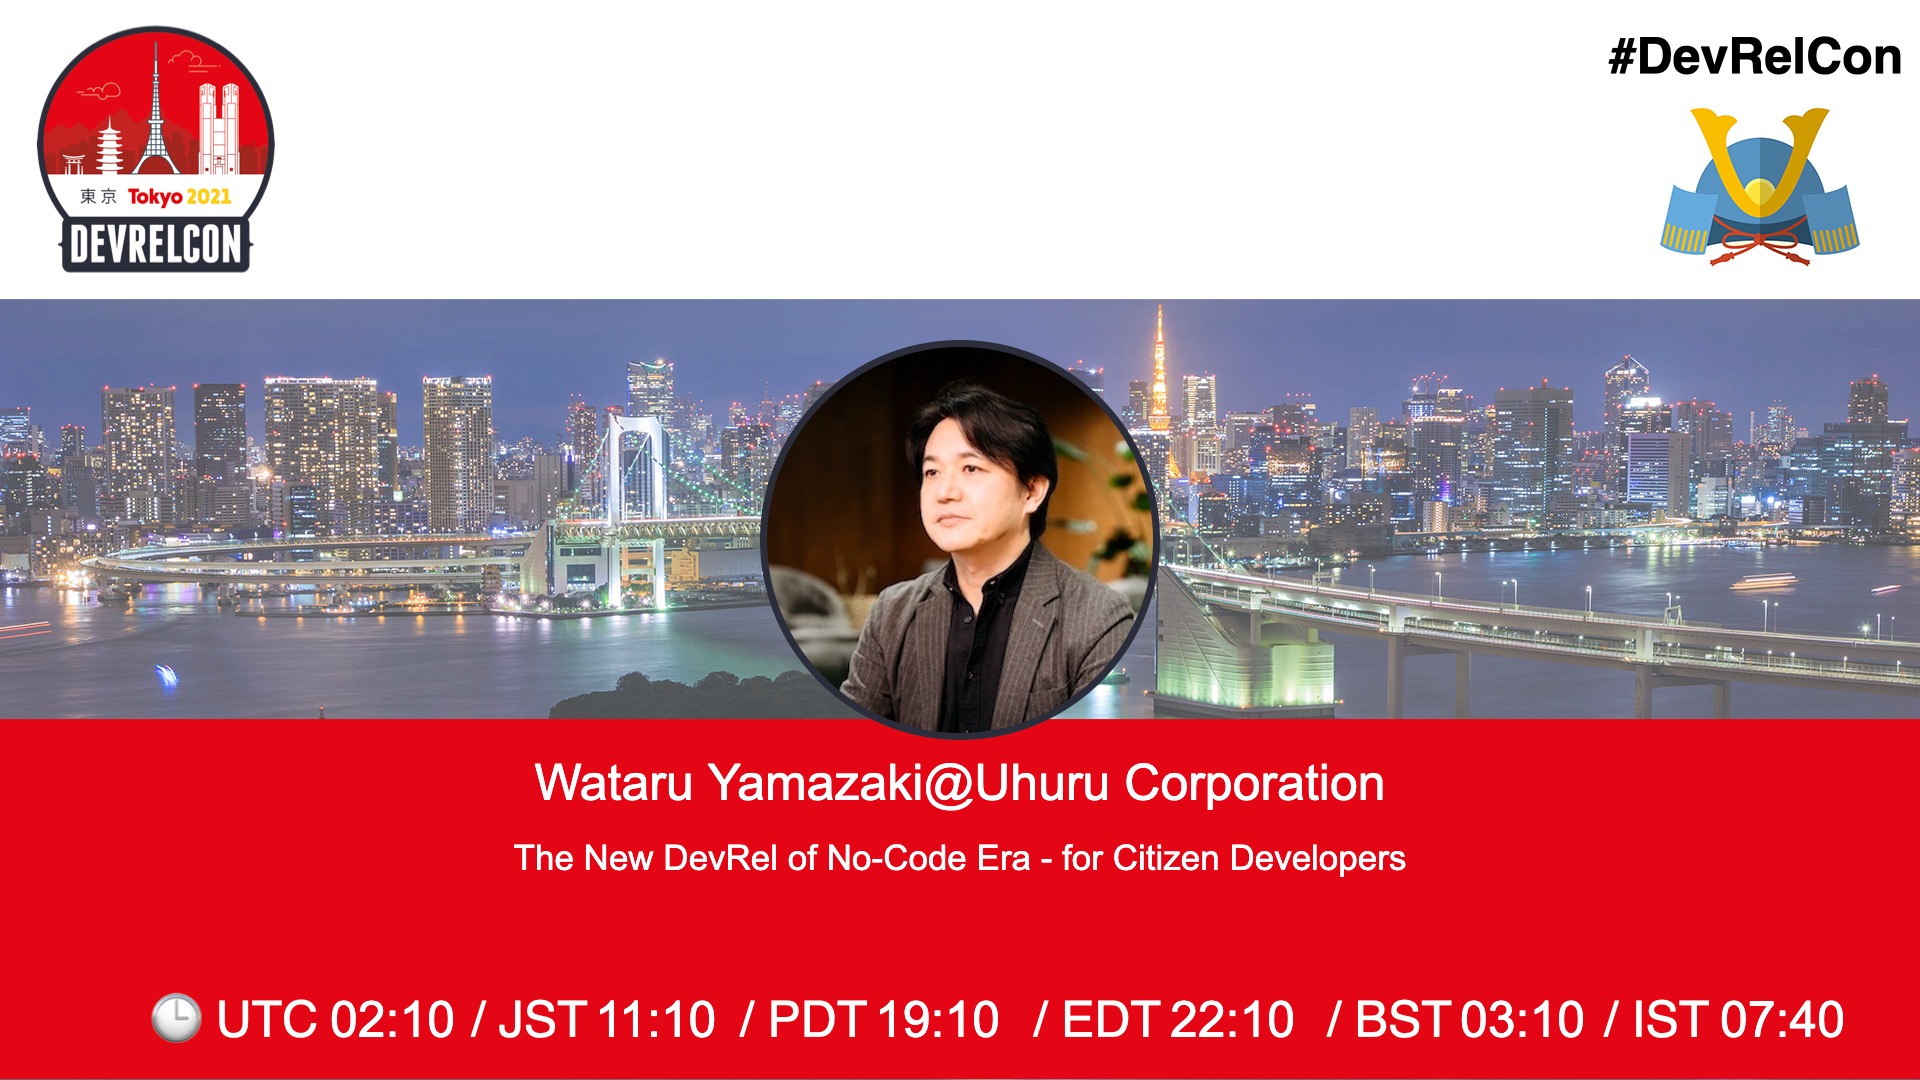 東京 Tokyo 2021
DEVRELCON
#DevRelCon
Wataru Yamazaki@Uhuru Corporation
The New DevRel of No-Code Era - for Citizen Developers
UTC 02:10 / JST 11:10 / PDT 19:10 / EDT 22:10 / BST 03:10 / IST 07:40